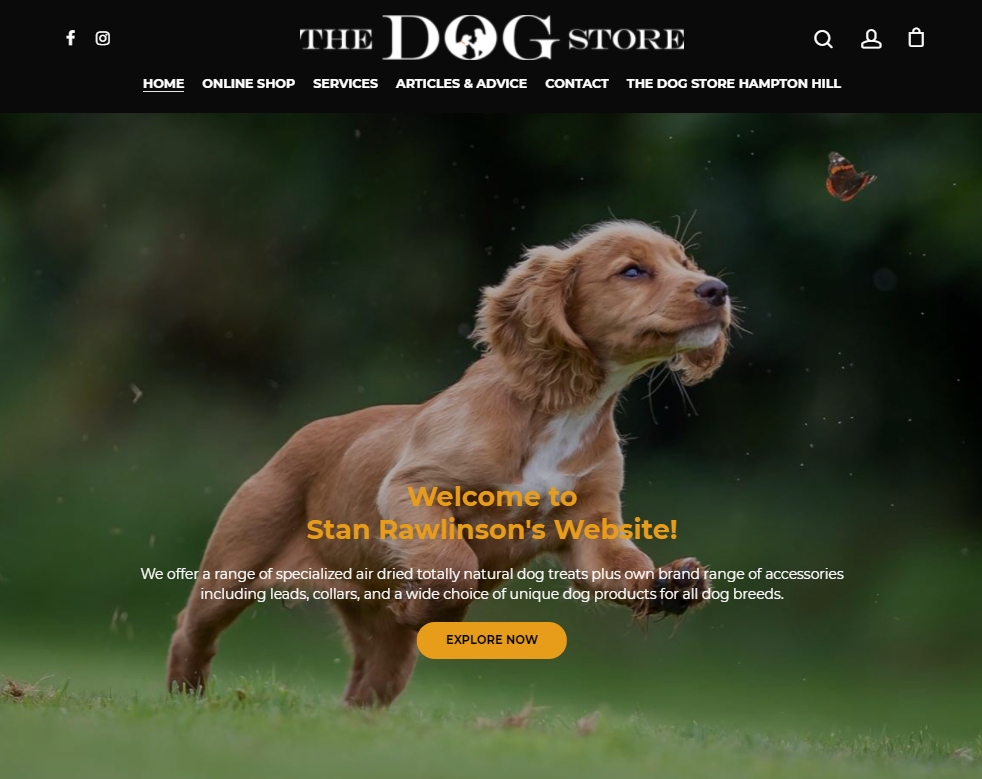 THE DOG STORE
HOME ONLINE SHOP SERVICES ARTICLES & ADVICE CONTACT THE DOG STORE HAMPTON HILL
Welcome to
Stan Rawlinson's Website!
We offer a range of specialized air dried totally natural dog treats plus own brand range of accessories
including leads, collars, and a wide choice of unique dog products for all dog breeds.
EXPLORE NOW